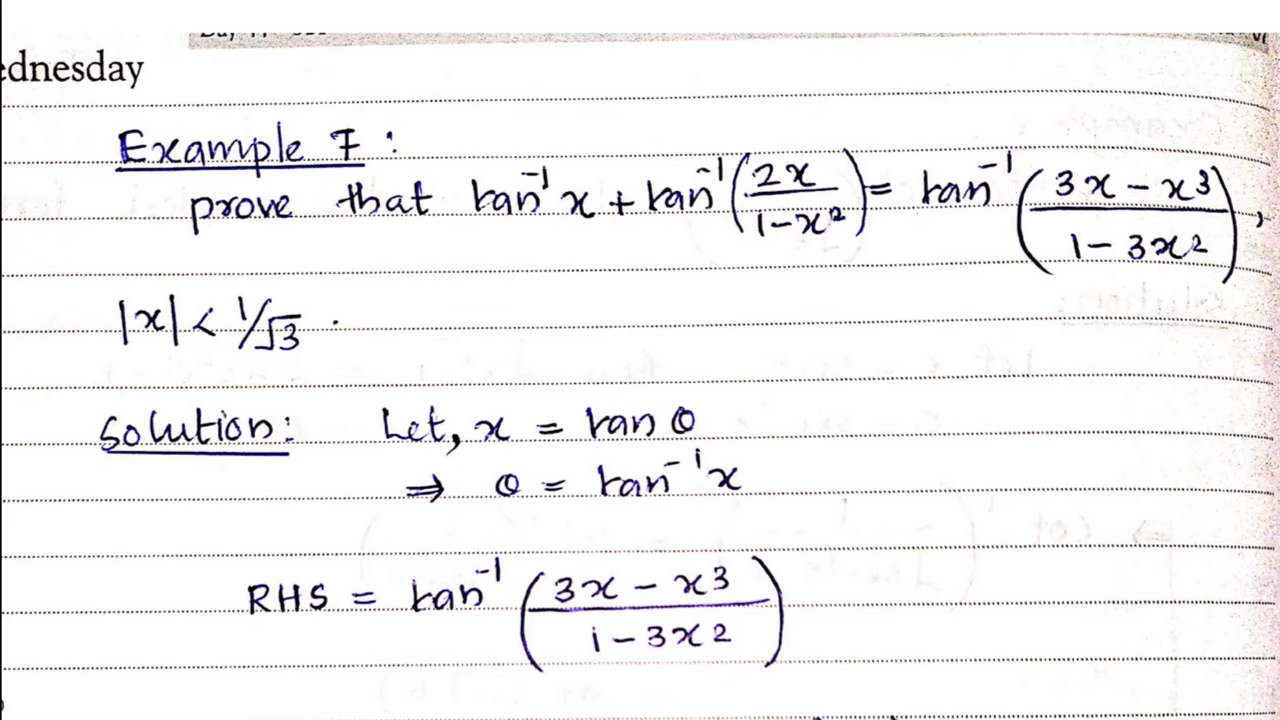 ednesday
Example 7:
prove that tan⁻¹x + tan⁻¹(2x/(1-x²)) = tan⁻¹((3x - x³)/(1 - 3x²)),
|x| < 1/√3 .
Solution: Let, x = tan θ
⇒ θ = tan⁻¹x
RHS = tan⁻¹((3x - x³)/(1 - 3x²))